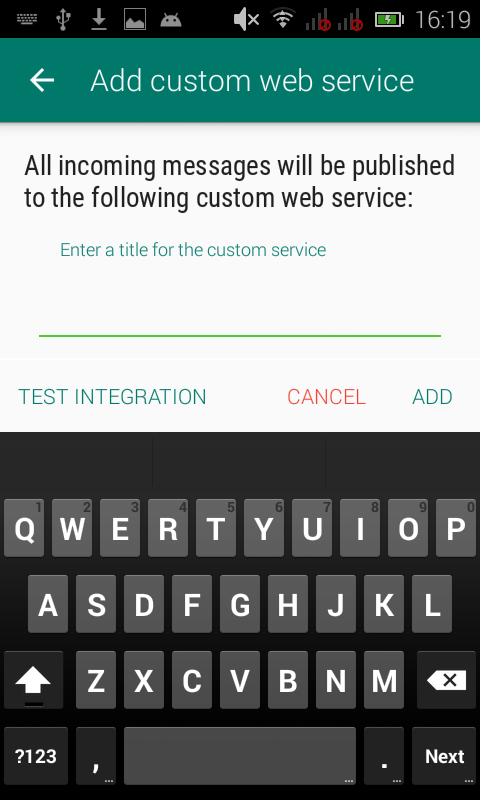 16:19
Add custom web service
All incoming messages will be published
to the following custom web service:
Enter a title for the custom service
TEST INTEGRATION CANCEL ADD
1 2 3 4 5 6 7 8 9 0
Q W E R T Y U I O P
A S D F G H J K L
Z X C V B N M
?123 , ... . ... Next ...